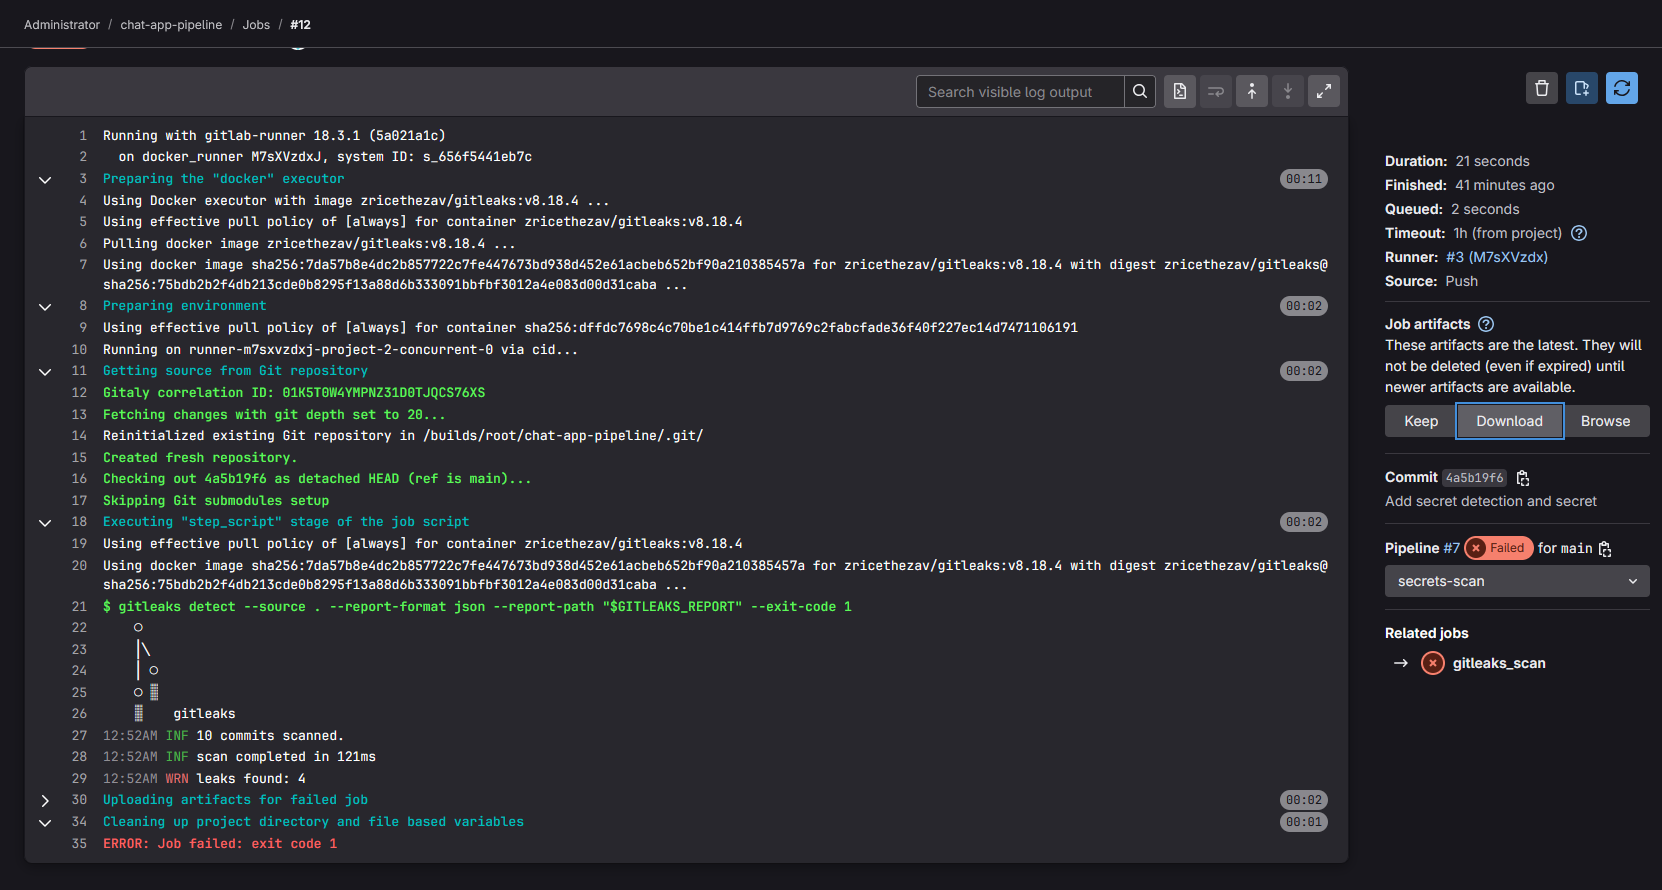 Administrator / chat-app-pipeline / Jobs / #12
Search visible log output
1 Running with gitlab-runner 18.3.1 (5a021a1c)
2 on docker_runner M7sXVzdxJ, system ID: s_656f5441eb7c
3 Preparing the "docker" executor 00:11
4 Using Docker executor with image zricethezav/gitleaks:v8.18.4 ...
5 Using effective pull policy of [always] for container zricethezav/gitleaks:v8.18.4
6 Pulling docker image zricethezav/gitleaks:v8.18.4 ...
7 Using docker image sha256:7da57b8e4dc2b857722c7fe447673bd938d452e61acbeb652bf90a210385457a for zricethezav/gitleaks:v8.18.4 with digest zricethezav/gitleaks@
sha256:75bdb2b2f4db213cde0b8295f13a88d6b333091bbfbf3012a4e083d00d31caba ...
8 Preparing environment 00:02
9 Using effective pull policy of [always] for container sha256:dffdc7698c4c70be1c414ffb7d9769c2fabcfade36f40f227ec14d7471106191
10 Running on runner-m7sxvzdxj-project-2-concurrent-0 via cid...
11 Getting source from Git repository 00:02
12 Gitaly correlation ID: 01K5T0W4YMPNZ31D0TJQCS76XS
13 Fetching changes with git depth set to 20...
14 Reinitialized existing Git repository in /builds/root/chat-app-pipeline/.git/
15 Created fresh repository.
16 Checking out 4a5b19f6 as detached HEAD (ref is main)...
17 Skipping Git submodules setup
18 Executing "step_script" stage of the job script 00:02
19 Using effective pull policy of [always] for container zricethezav/gitleaks:v8.18.4
20 Using docker image sha256:7da57b8e4dc2b857722c7fe447673bd938d452e61acbeb652bf90a210385457a for zricethezav/gitleaks:v8.18.4 with digest zricethezav/gitleaks@
sha256:75bdb2b2f4db213cde0b8295f13a88d6b333091bbfbf3012a4e083d00d31caba ...
21 $ gitleaks detect --source . --report-format json --report-path "$GITLEAKS_REPORT" --exit-code 1
22 ○
23 │╲
24 │ ○
25 ○ ░
26 ░ gitleaks
27 12:52AM INF 10 commits scanned.
28 12:52AM INF scan completed in 121ms
29 12:52AM WRN leaks found: 4
30 Uploading artifacts for failed job 00:02
34 Cleaning up project directory and file based variables 00:01
35 ERROR: Job failed: exit code 1
Duration: 21 seconds
Finished: 41 minutes ago
Queued: 2 seconds
Timeout: 1h (from project)
Runner: #3 (M7sXVzdx)
Source: Push
Job artifacts
These artifacts are the latest. They will
not be deleted (even if expired) until
newer artifacts are available.
Keep Download Browse
Commit 4a5b19f6
Add secret detection and secret
Pipeline #7 Failed for main
secrets-scan
Related jobs
→ gitleaks_scan